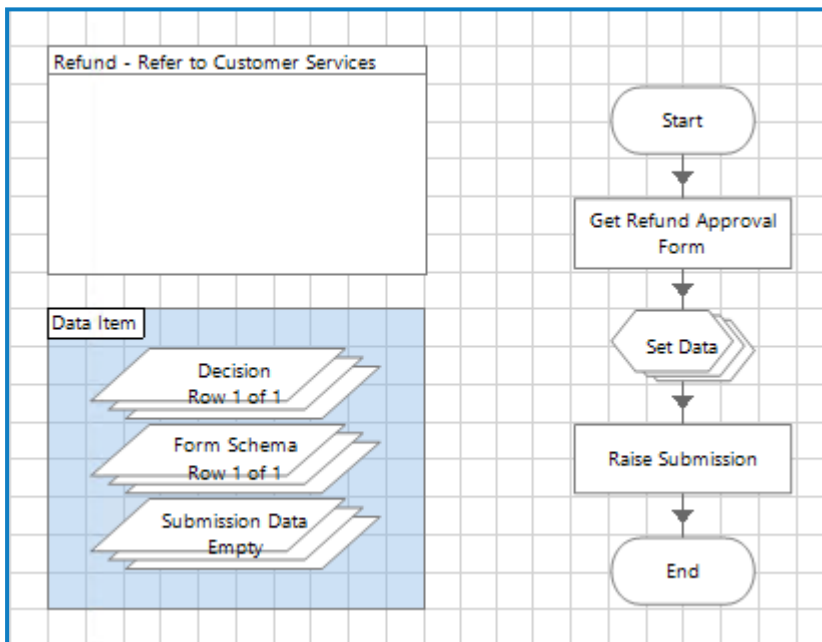 Refund - Refer to Customer Services
Data Item
Decision
Row 1 of 1
Form Schema
Row 1 of 1
Submission Data
Empty
Start
Get Refund Approval
Form
Set Data
Raise Submission
End